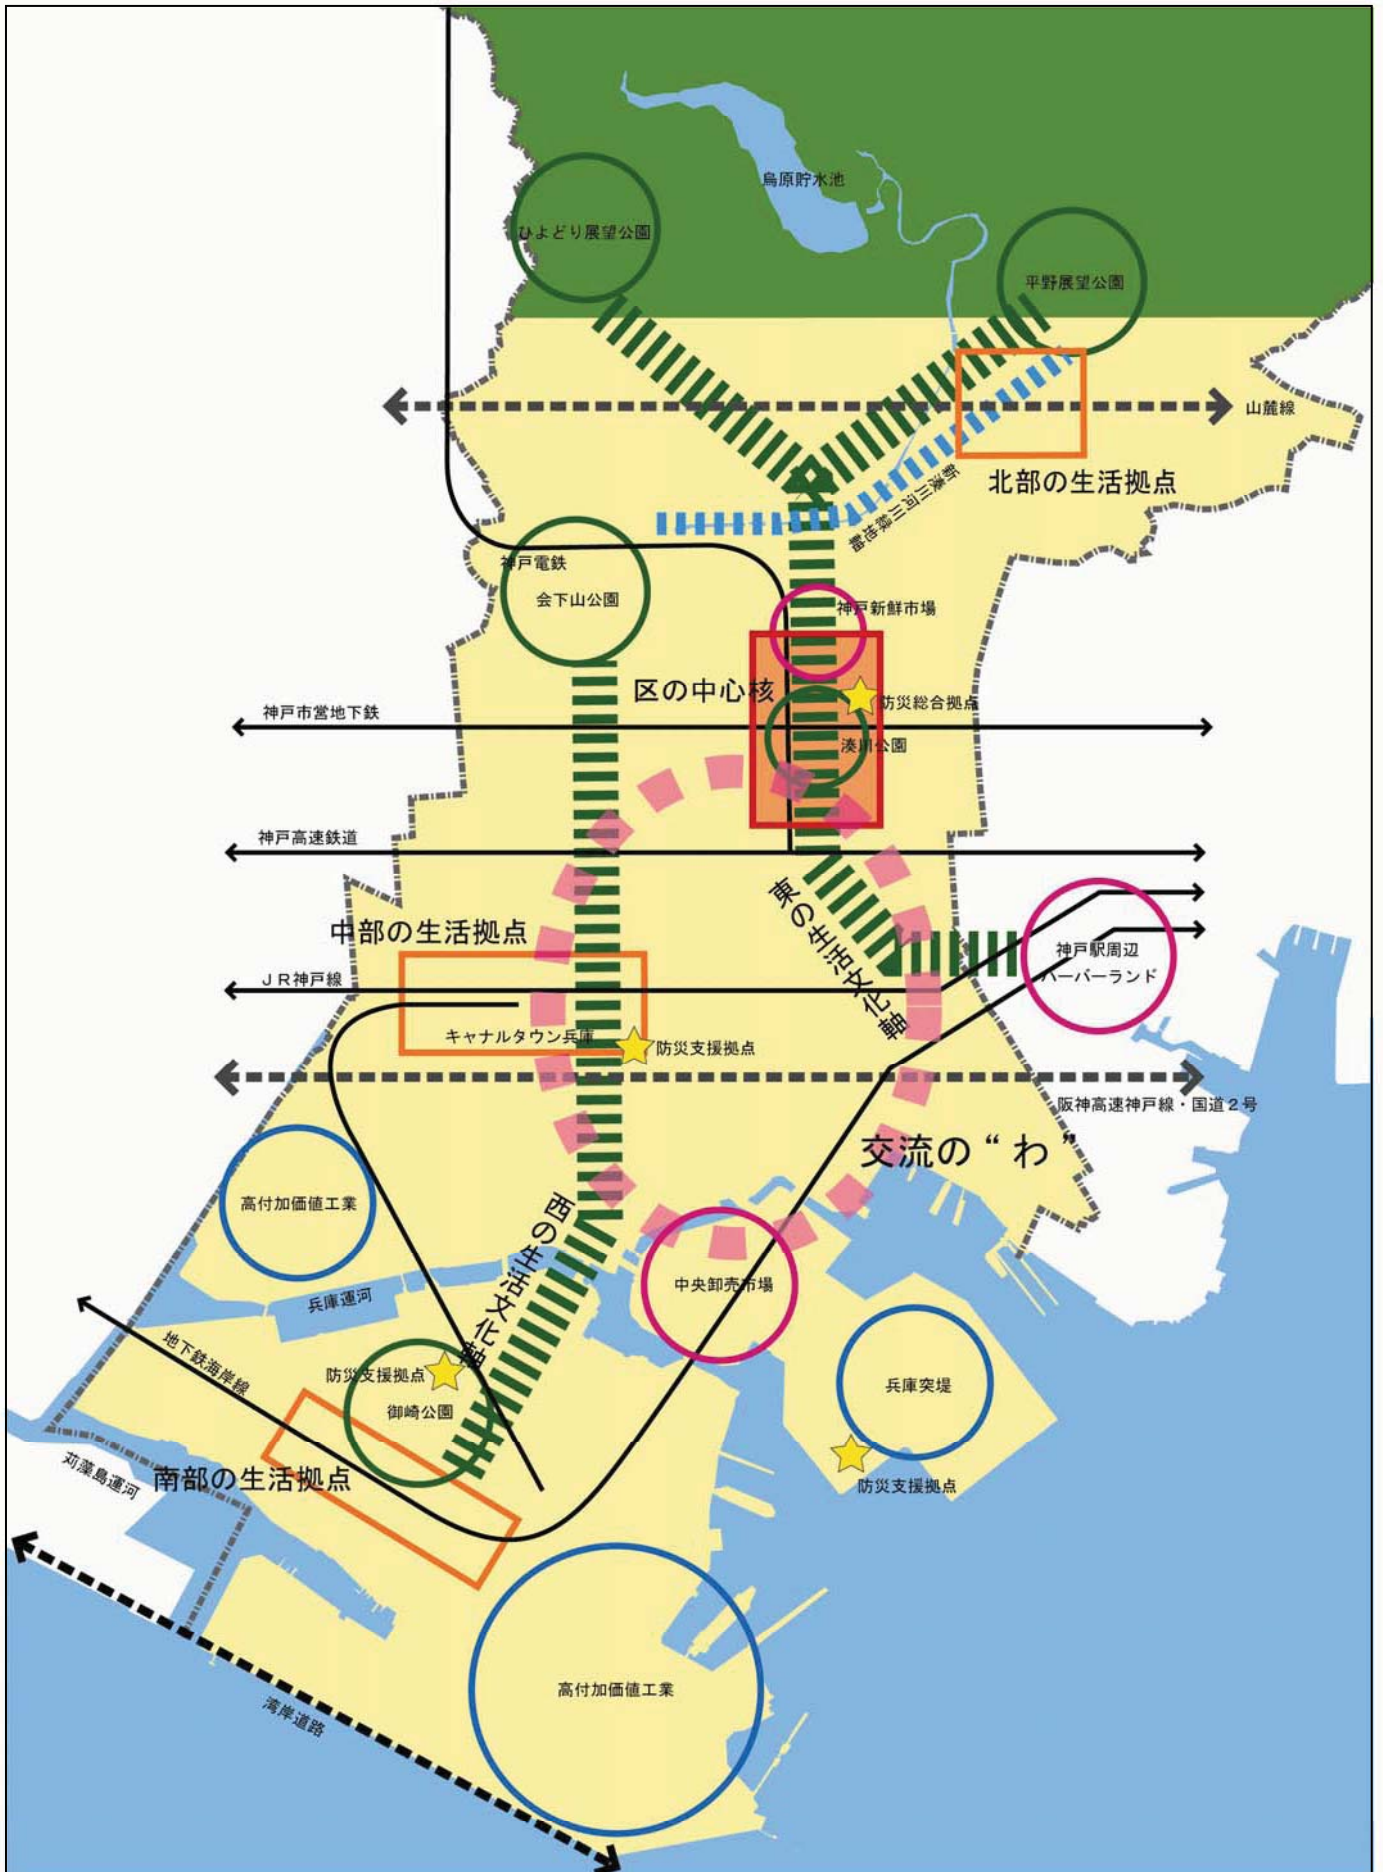 烏原貯水池
ひよどり展望公園
平野展望公園
山麓線
北部の生活拠点
新湊川河川緑地軸
神戸電鉄
会下山公園
神戸新鮮市場
区の中心核
防災総合拠点
神戸市営地下鉄
湊川公園
神戸高速鉄道
東の生活文化軸
中部の生活拠点
神戸駅周辺
ハーバーランド
JR神戸線
キャナルタウン兵庫
防災支援拠点
阪神高速神戸線・国道2号
交流の“わ”
高付加価値工業
西の生活文化軸
中央卸売市場
兵庫運河
地下鉄海岸線
防災支援拠点
御崎公園
兵庫突堤
苅藻島運河
南部の生活拠点
防災支援拠点
高付加価値工業
湾岸道路